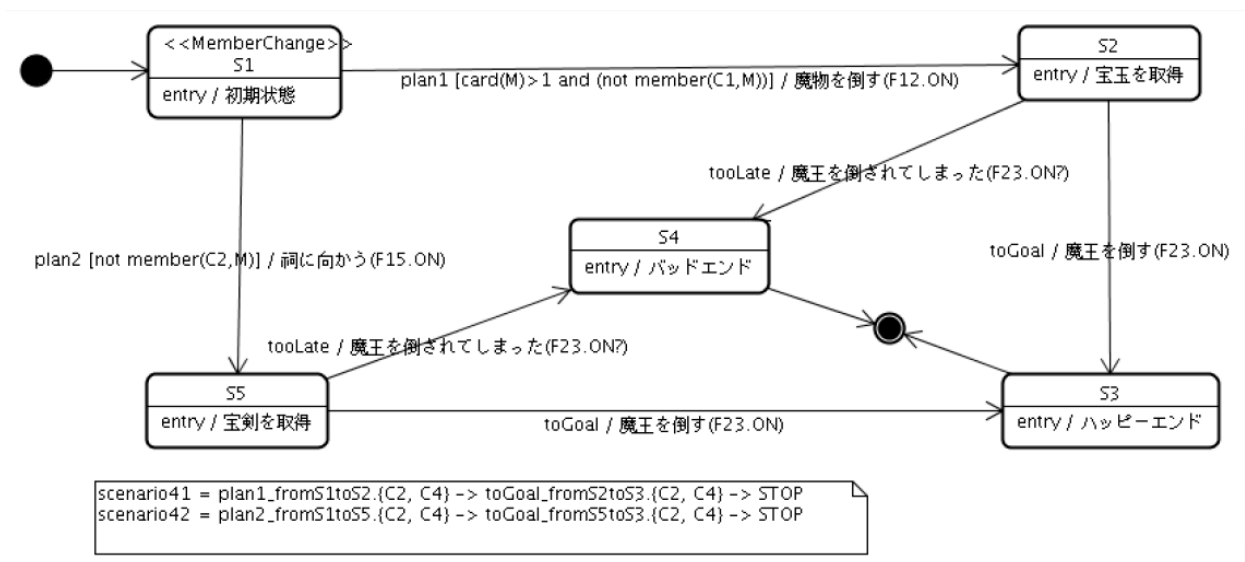 <<MemberChange>>
S1
entry / 初期状態
S2
entry / 宝玉を取得
plan1 [card(M)>1 and (not member(C1,M))] / 魔物を倒す(F12.ON)
tooLate / 魔王を倒されてしまった(F23.ON?)
S4
entry / バッドエンド
plan2 [not member(C2,M)] / 祠に向かう(F15.ON)
toGoal / 魔王を倒す(F23.ON)
tooLate / 魔王を倒されてしまった(F23.ON?)
S5
entry / 宝剣を取得
S3
entry / ハッピーエンド
toGoal / 魔王を倒す(F23.ON)
scenario41 = plan1_fromS1toS2.{C2, C4} -> toGoal_fromS2toS3.{C2, C4} -> STOP
scenario42 = plan2_fromS1toS5.{C2, C4} -> toGoal_fromS5toS3.{C2, C4} -> STOP